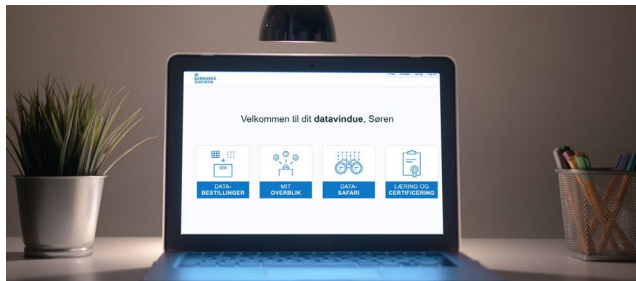 DANMARKS
STATISTIK
Velkommen til dit datavindue, Søren
DATA-
BESTILLINGER
MIT
OVERBLIK
DATA-
SAFARI
LÆRING OG
CERTIFICERING